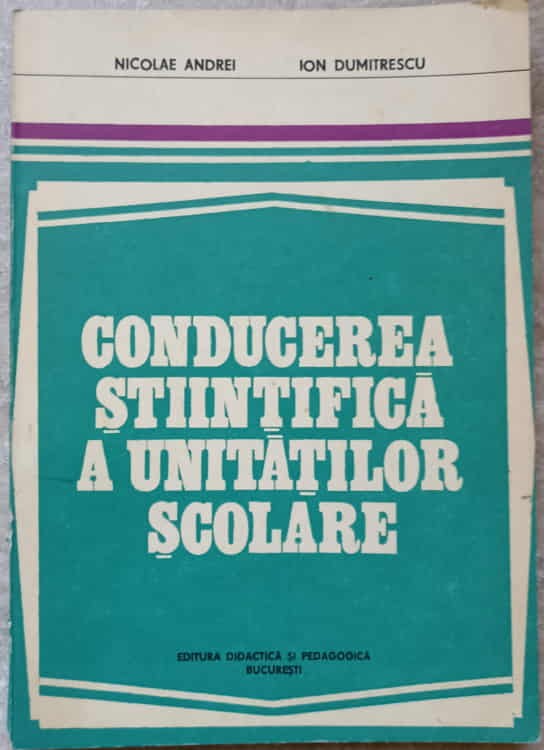 NICOLAE ANDREI ION DUMITRESCU
CONDUCEREA
ȘTIINȚIFICĂ
A UNITĂȚILOR
ȘCOLARE
EDITURA DIDACTICĂ ȘI PEDAGOGICĂ
BUCUREȘTI